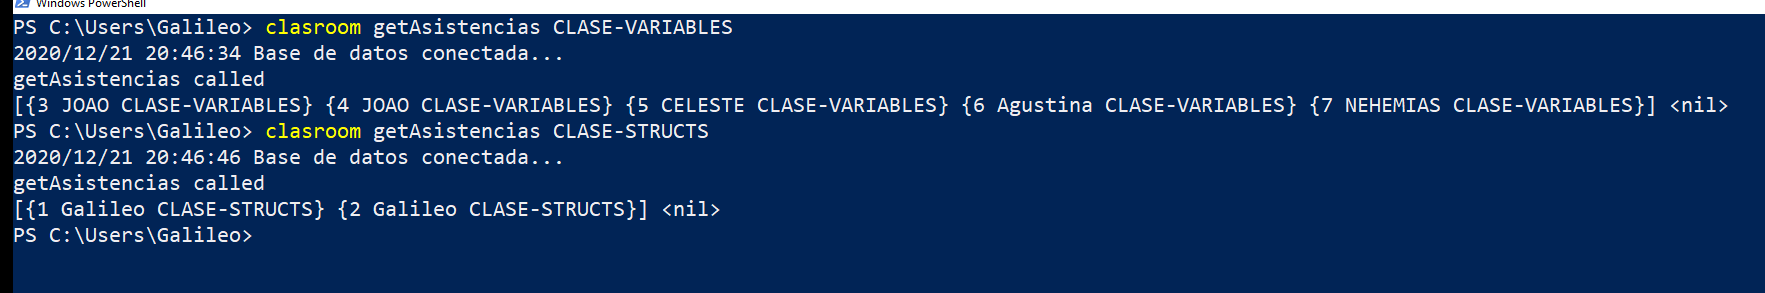 Windows PowerShell
PS C:\Users\Galileo> clasroom getAsistencias CLASE-VARIABLES
2020/12/21 20:46:34 Base de datos conectada...
getAsistencias called
[{3 JOAO CLASE-VARIABLES} {4 JOAO CLASE-VARIABLES} {5 CELESTE CLASE-VARIABLES} {6 Agustina CLASE-VARIABLES} {7 NEHEMIAS CLASE-VARIABLES}] <nil>
PS C:\Users\Galileo> clasroom getAsistencias CLASE-STRUCTS
2020/12/21 20:46:46 Base de datos conectada...
getAsistencias called
[{1 Galileo CLASE-STRUCTS} {2 Galileo CLASE-STRUCTS}] <nil>
PS C:\Users\Galileo>